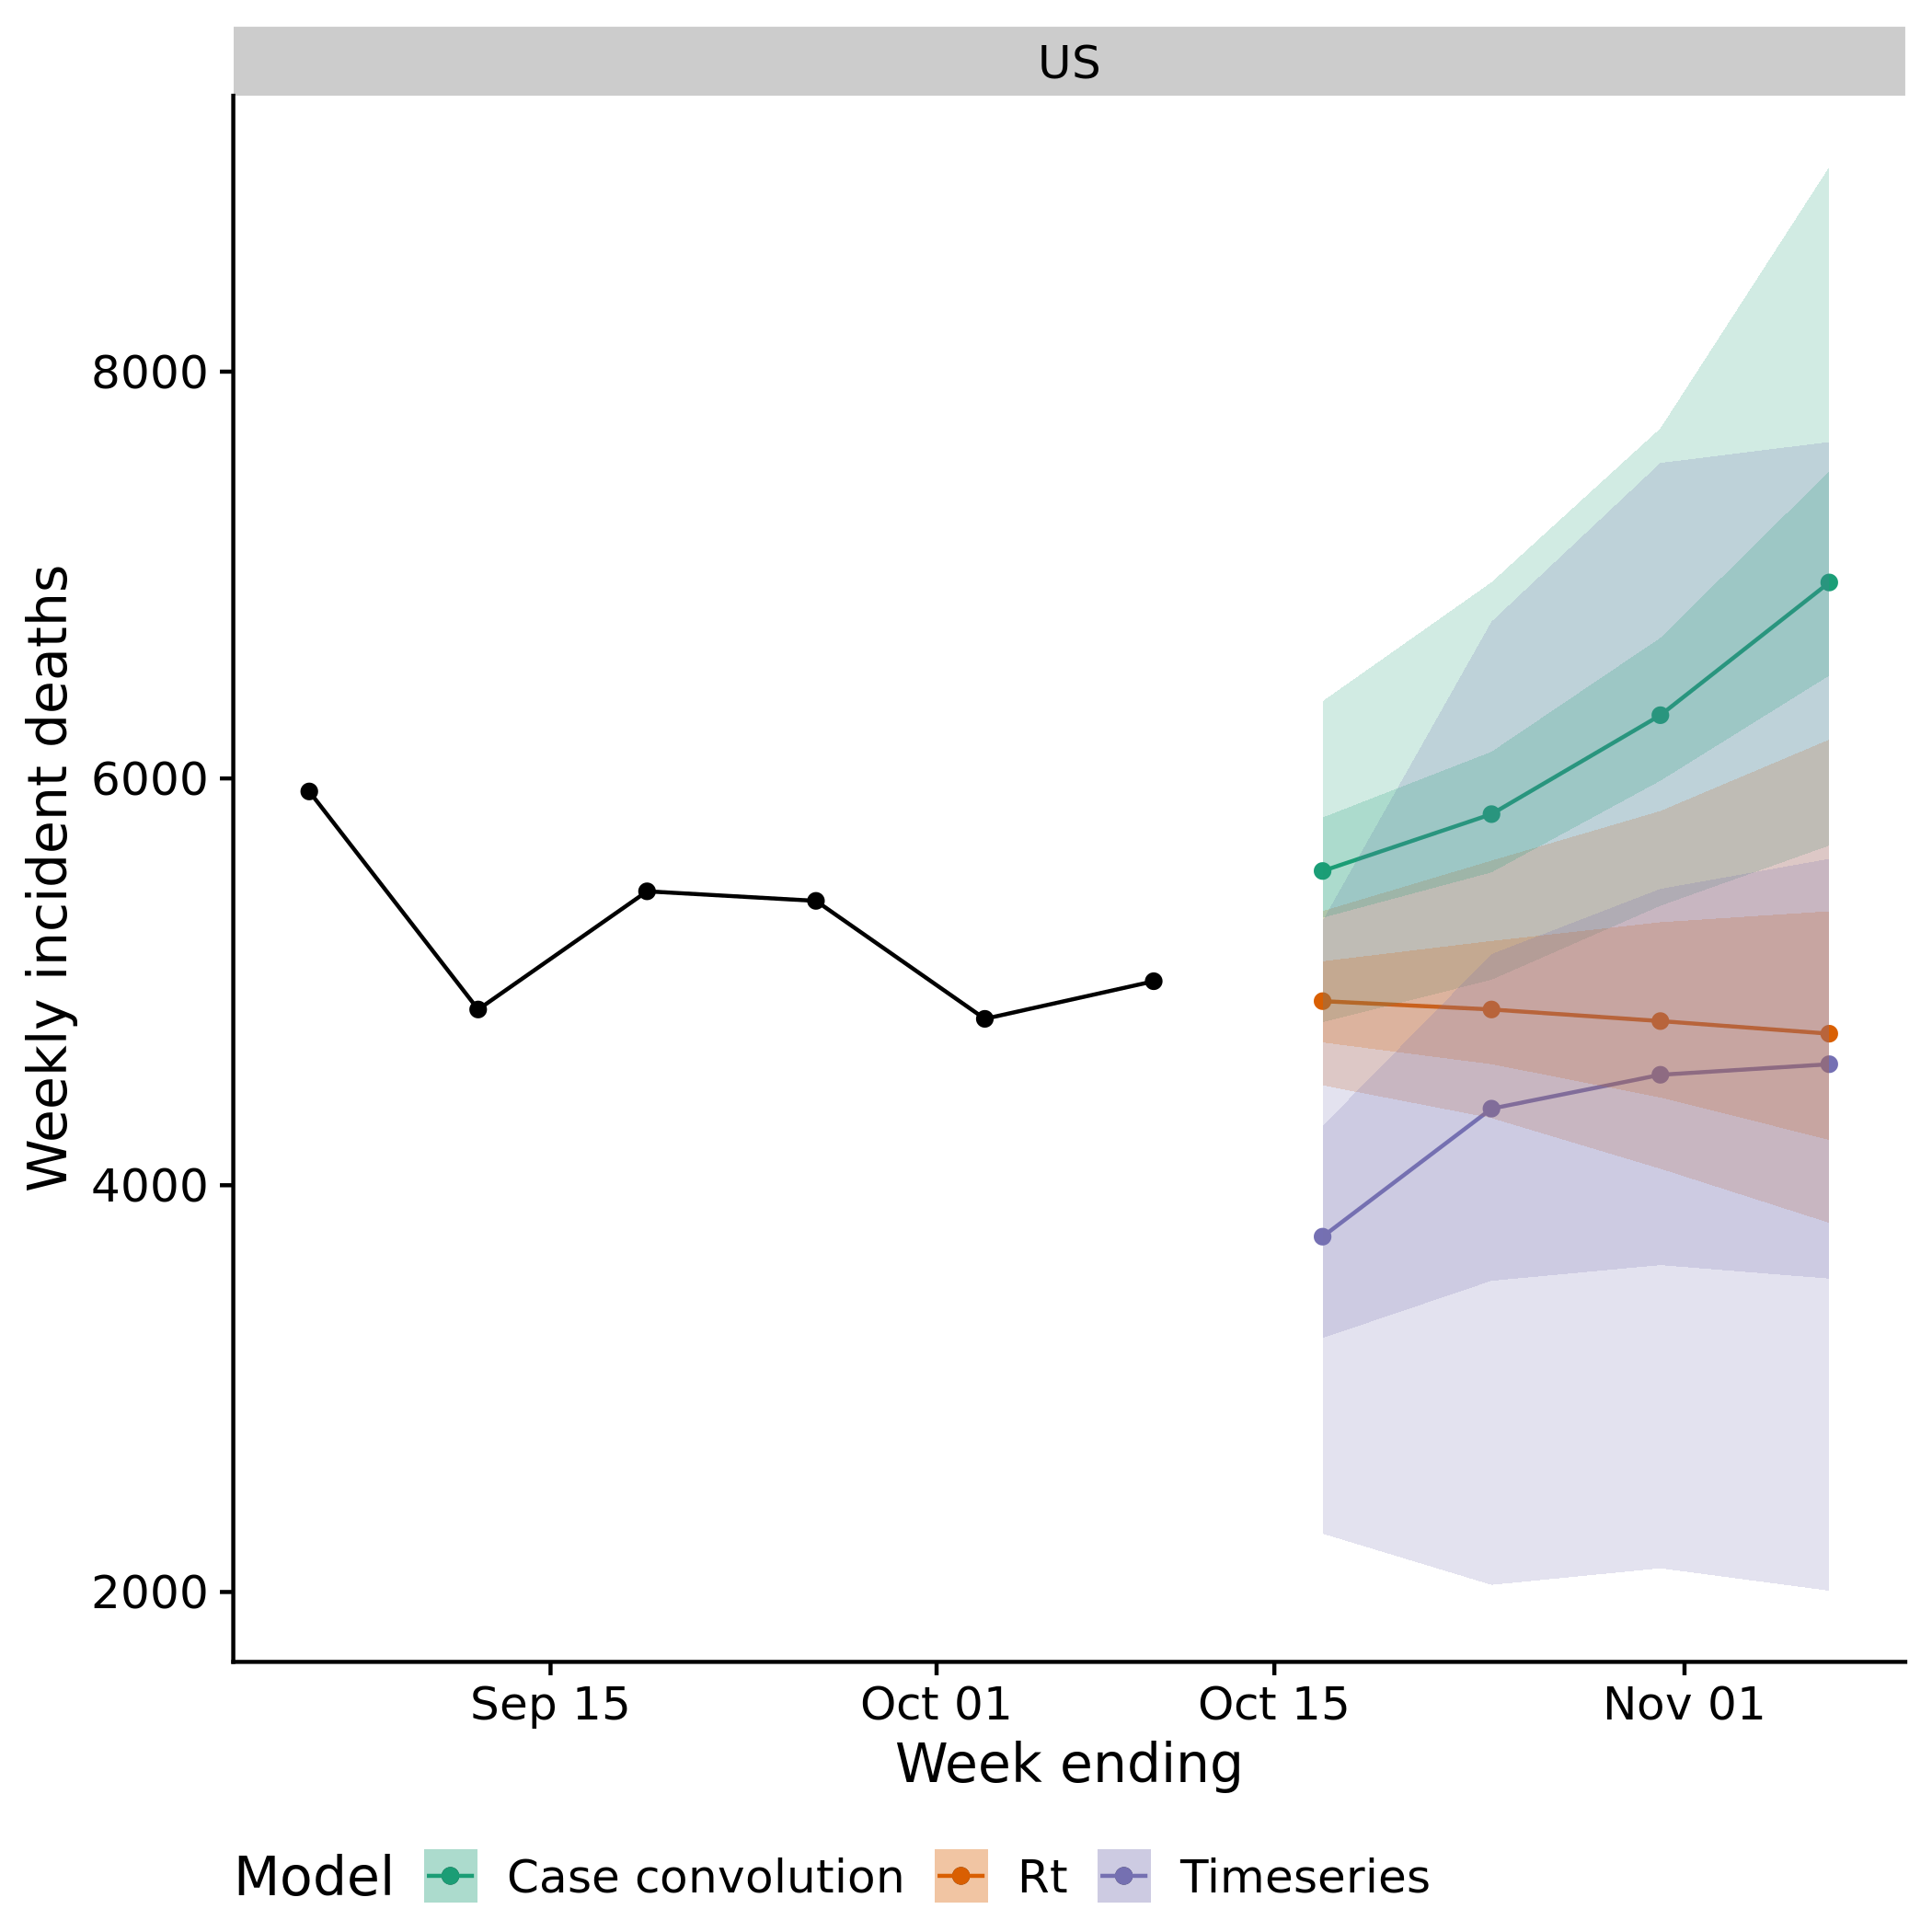 US
Weekly incident deaths
8000
6000
4000
2000
Sep 15 Oct 01 Oct 15 Nov 01
Week ending
Model Case convolution Rt Timeseries